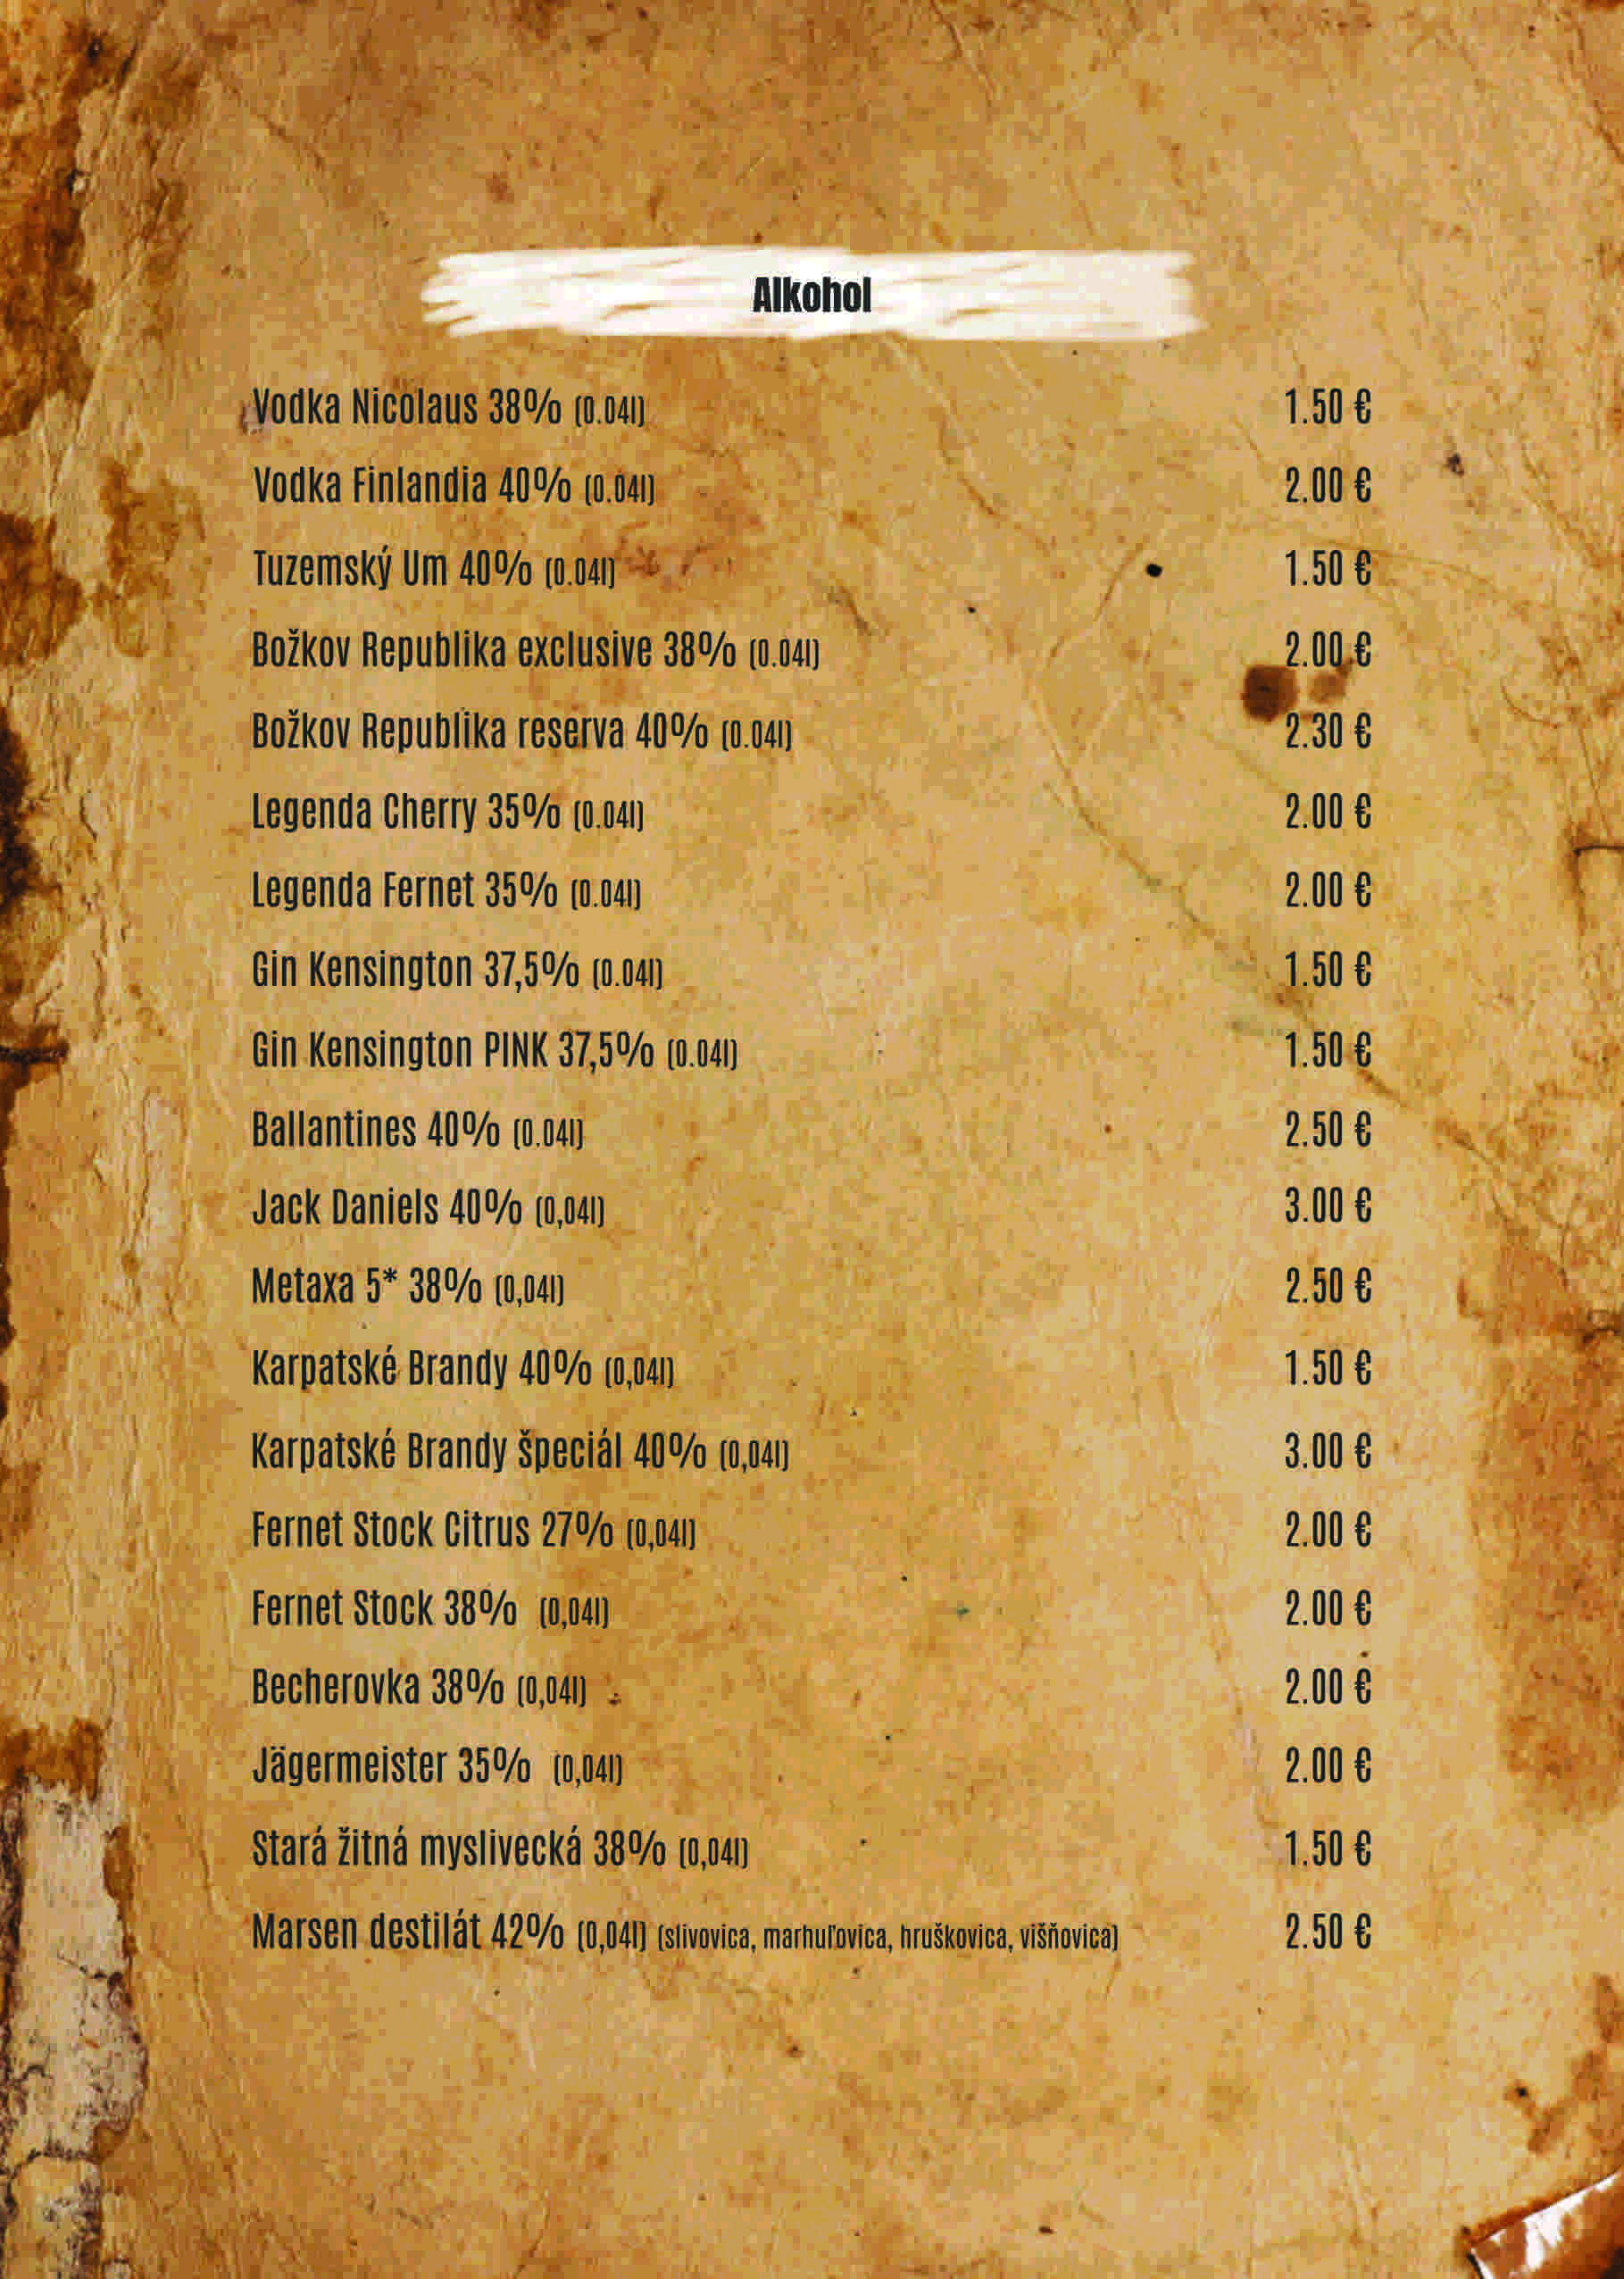 Alkohol
Vodka Nicolaus 38% (0.04l) 1.50 €
Vodka Finlandia 40% (0.04l) 2.00 €
Tuzemský Um 40% (0.04l) 1.50 €
Božkov Republika exclusive 38% (0.04l) 2.00 €
Božkov Republika reserva 40% (0.04l) 2.30 €
Legenda Cherry 35% (0.04l) 2.00 €
Legenda Fernet 35% (0.04l) 2.00 €
Gin Kensington 37,5% (0.04l) 1.50 €
Gin Kensington PINK 37,5% (0.04l) 1.50 €
Ballantines 40% (0.04l) 2.50 €
Jack Daniels 40% (0,04l) 3.00 €
Metaxa 5* 38% (0,04l) 2.50 €
Karpatské Brandy 40% (0,04l) 1.50 €
Karpatské Brandy špeciál 40% (0,04l) 3.00 €
Fernet Stock Citrus 27% (0,04l) 2.00 €
Fernet Stock 38% (0,04l) 2.00 €
Becherovka 38% (0,04l) 2.00 €
Jägermeister 35% (0,04l) 2.00 €
Stará žitná myslivecká 38% (0,04l) 1.50 €
Marsen destilát 42% (0,04l) (slivovica, marhuľovica, hruškovica, višňovica) 2.50 €